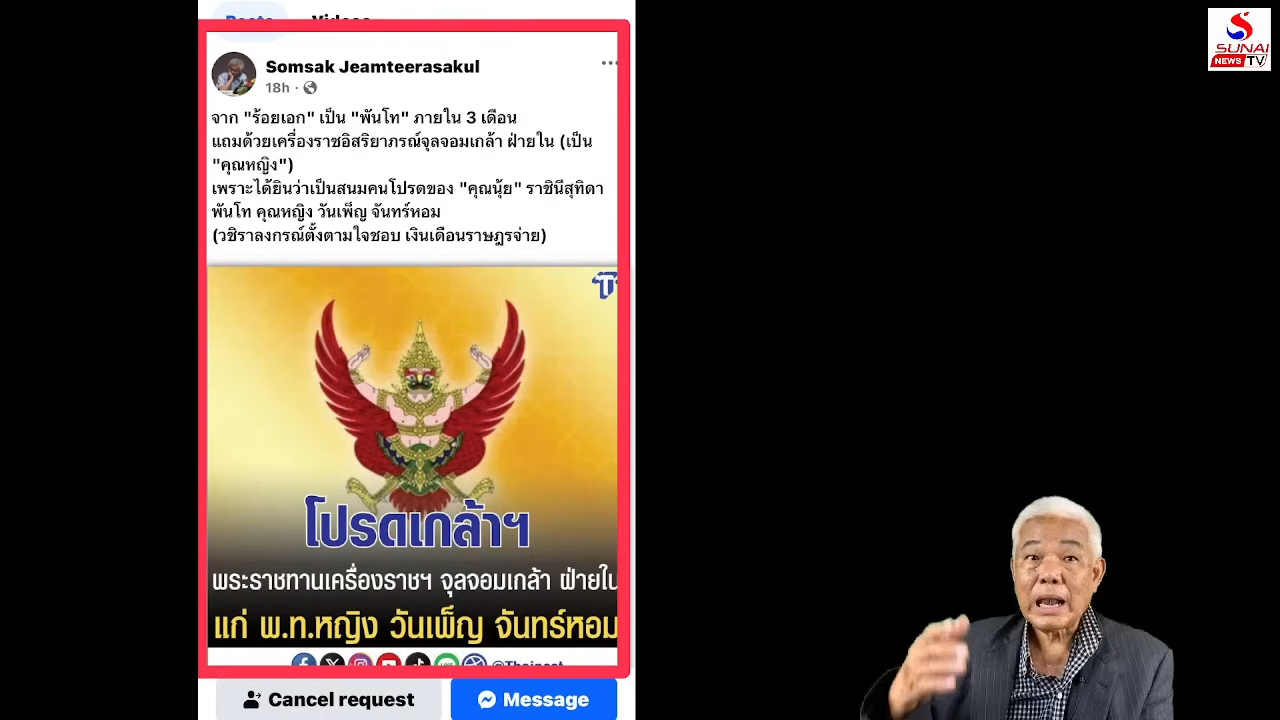 Somsak Jeamteerasakul
18h ·
จาก "ร้อยเอก" เป็น "พันโท" ภายใน 3 เดือน
แถมด้วยเครื่องราชอิสริยาภรณ์จุลจอมเกล้า ฝ่ายใน (เป็น
"คุณหญิง")
เพราะได้ยินว่าเป็นสนมคนโปรดของ "คุณนุ้ย" ราชินีสุทิดา
พันโท คุณหญิง วันเพ็ญ จันทร์หอม
(วชิราลงกรณ์ตั้งตามใจชอบ เงินเดือนราษฎรจ่าย)
โปรดเกล้าฯ
พระราชทานเครื่องราชฯ จุลจอมเกล้า ฝ่ายใน
แก่ พ.ท.หญิง วันเพ็ญ จันทร์หอม
Cancel request
Message
SUNAI
NEWS TV